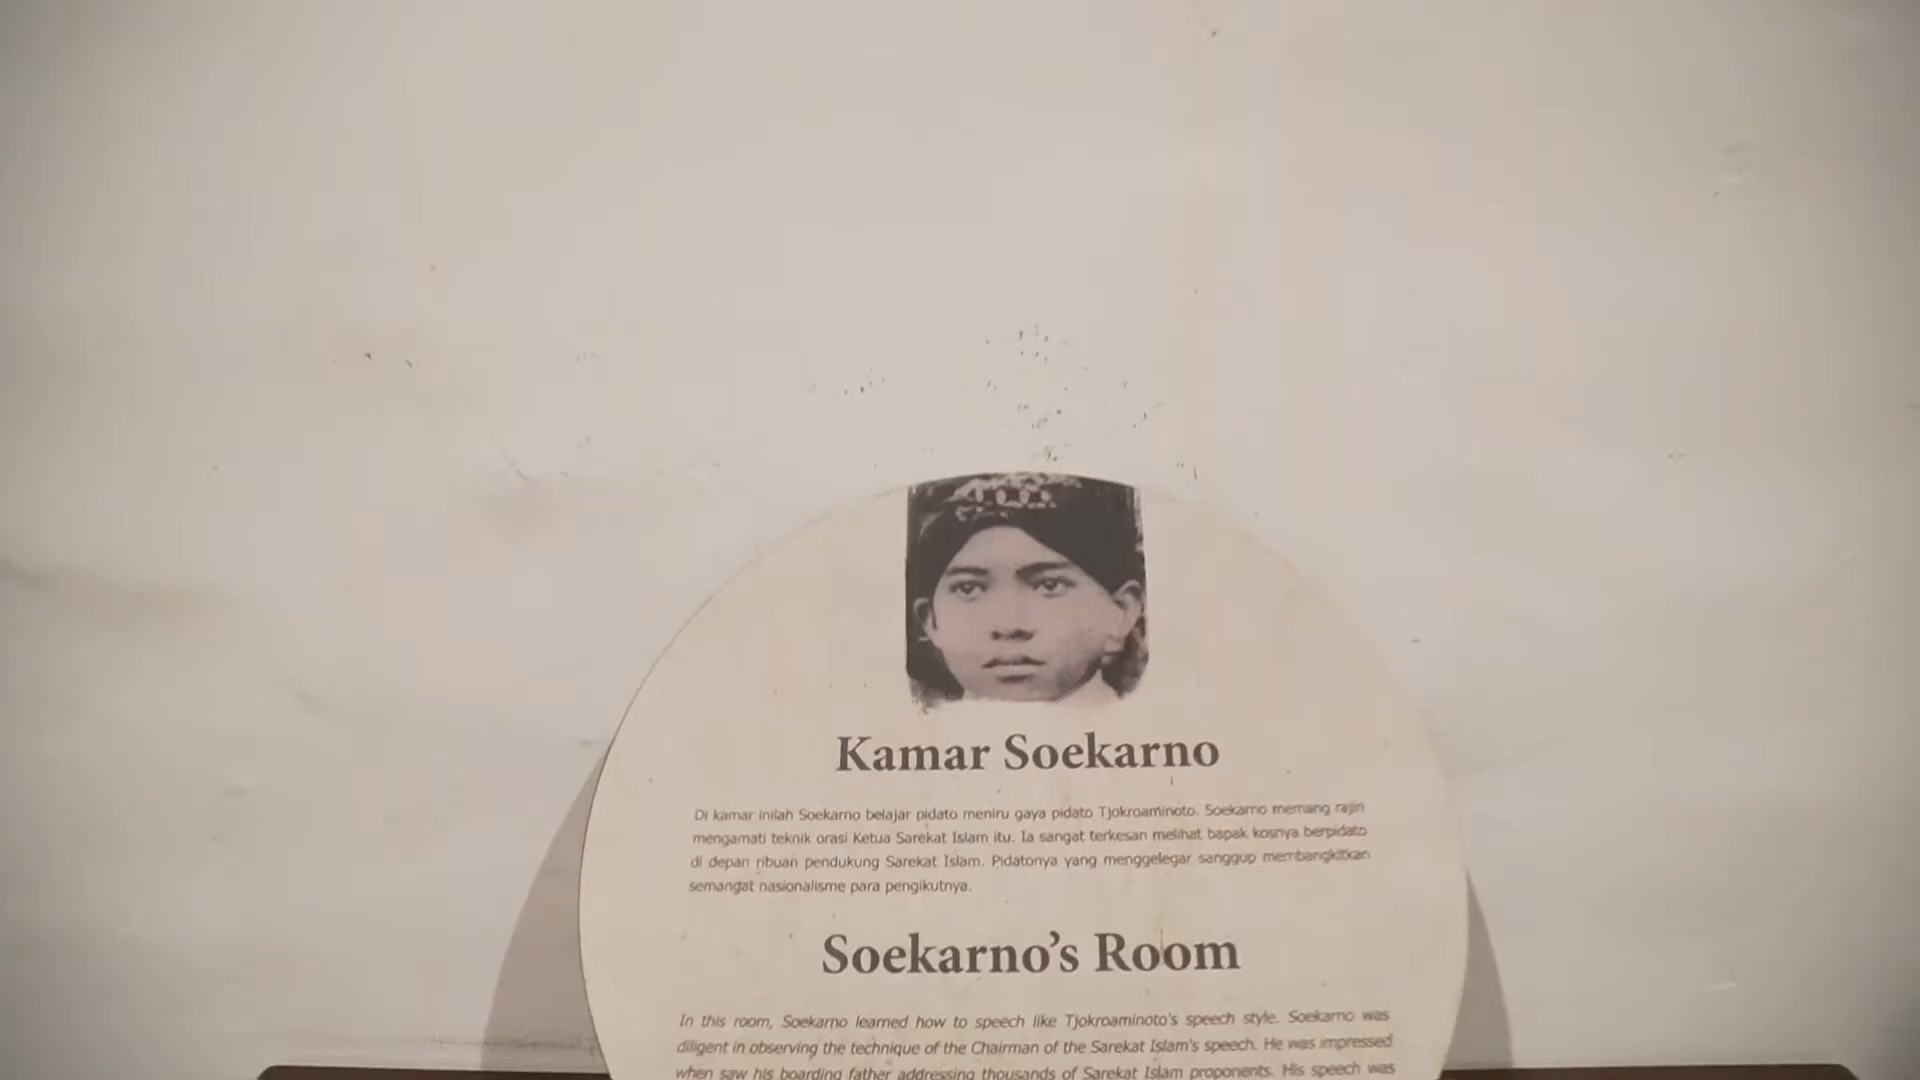 Kamar Soekarno
Di kamar inilah Soekarno belajar pidato meniru gaya pidato Tjokroaminoto. Soekarno memang rajin
mengamati teknik orasi Ketua Sarekat Islam itu. Ia sangat terkesan melihat bapak kosnya berpidato
di depan ribuan pendukung Sarekat Islam. Pidatonya yang menggelegar sanggup membangkitkan
semangat nasionalisme para pengikutnya.
Soekarno's Room
In this room, Soekarno learned how to speech like Tjokroaminoto's speech style. Soekarno was
diligent in observing the technique of the Chairman of the Sarekat Islam's speech. He was impressed
when saw his boarding father addressing thousands of Sarekat Islam proponents. His speech was